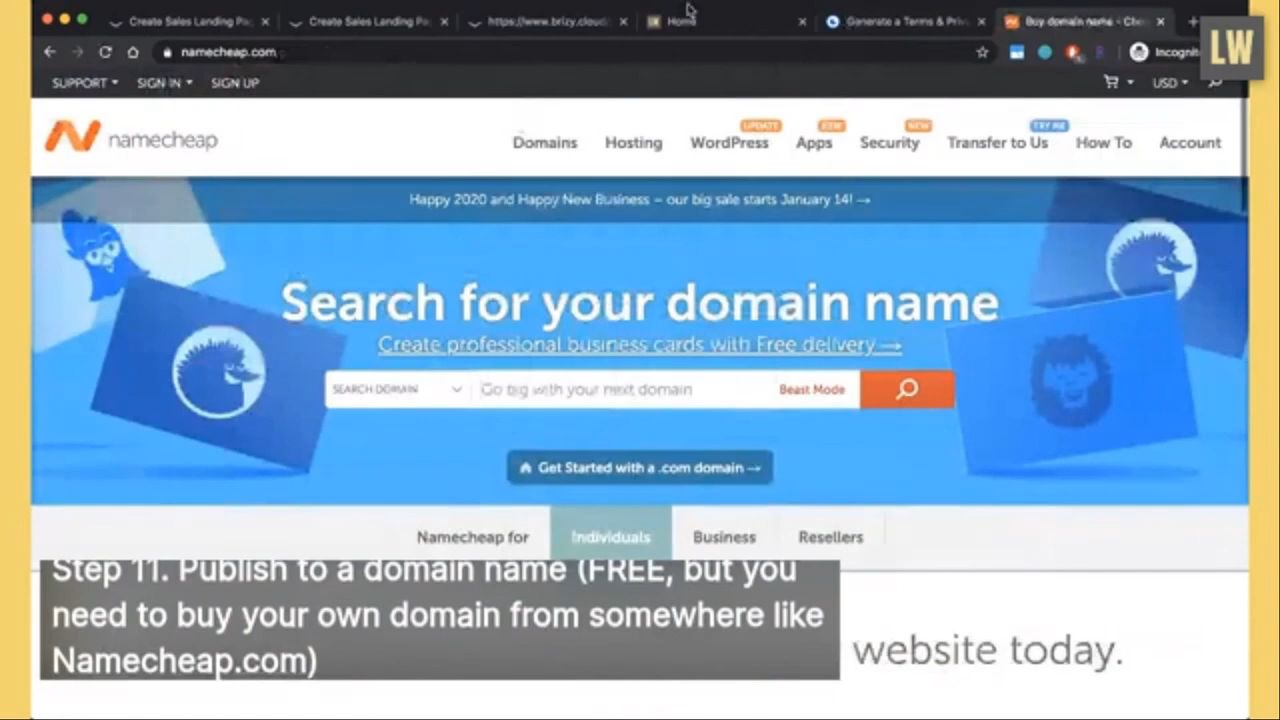 Create Sales Landing Pa
Create Sales Landing Pa
https://www.brizy.cloud
Home
Generate a Terms & Priv
Buy domain name - Che
LW
namecheap.com
Incognit
SUPPORT
SIGN IN
SIGN UP
USD
namecheap
UPDATE
NEW
NEW
TRY ME
Domains
Hosting
WordPress
Apps
Security
Transfer to Us
How To
Account
Happy 2020 and Happy New Business – our big sale starts January 14! →
Search for your domain name
Create professional business cards with Free delivery →
SEARCH DOMAIN
Go big with your next domain
Beast Mode
Get Started with a .com domain →
Namecheap for
Individuals
Business
Resellers
Step 11. Publish to a domain name (FREE, but you
need to buy your own domain from somewhere like
Namecheap.com)
website today.